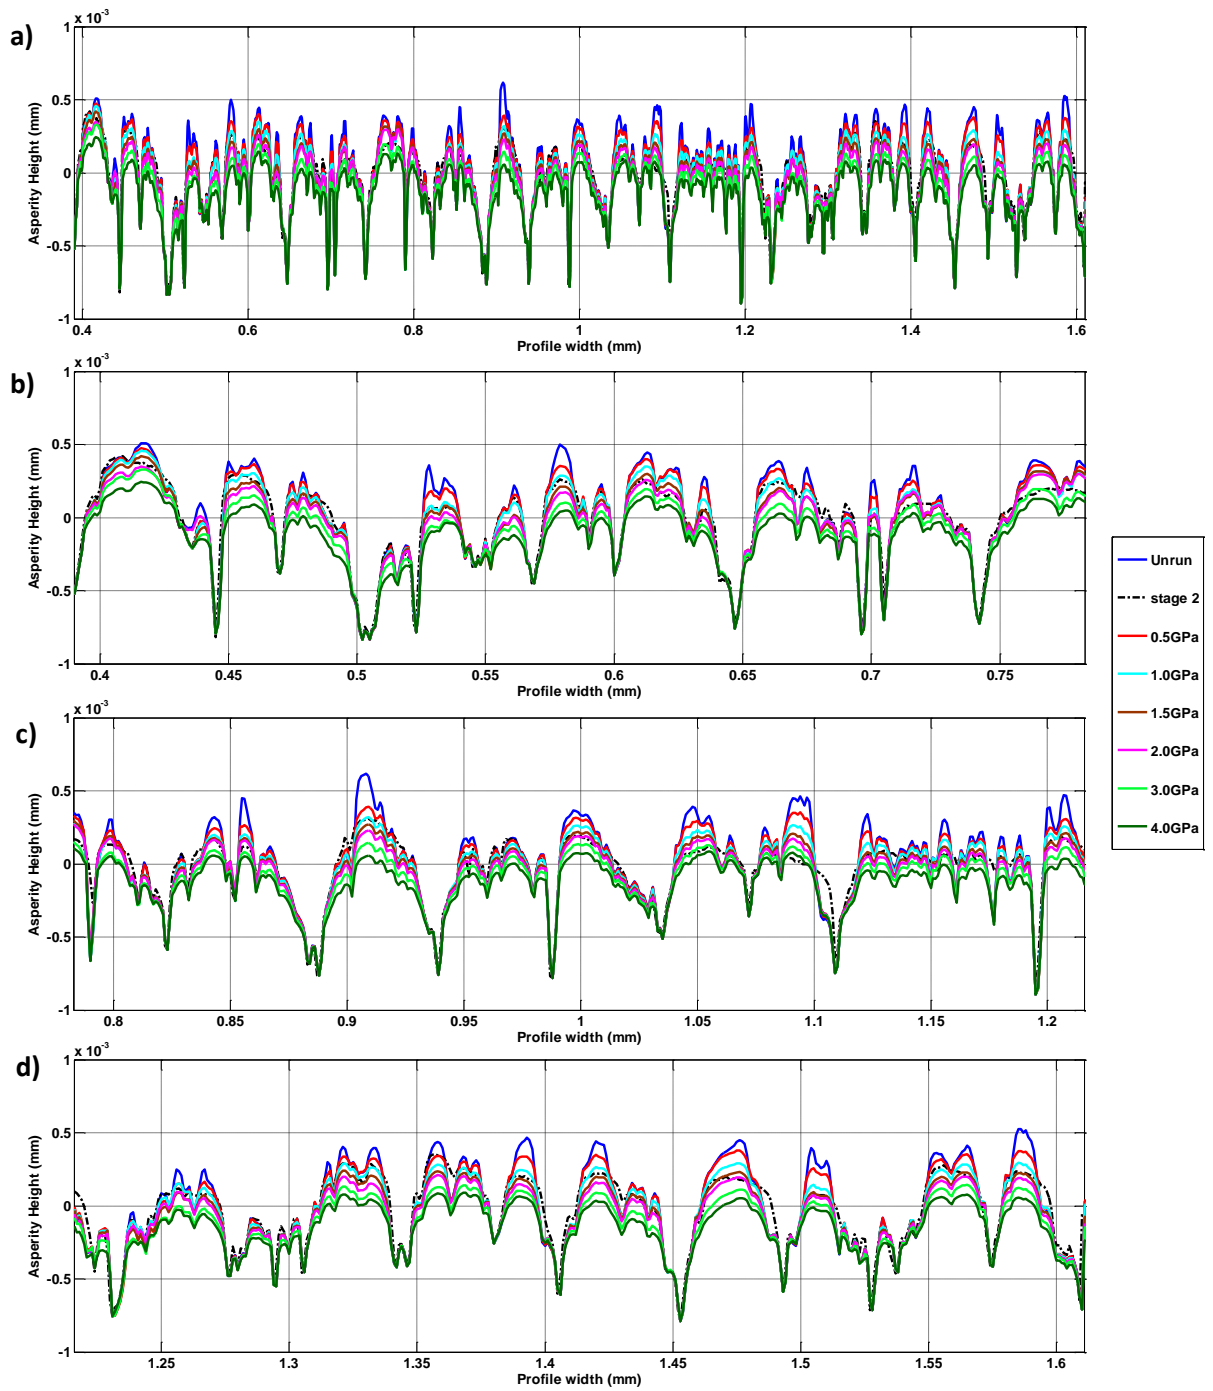 a)
x 10-3
1
0.5
0
-0.5
-1
Asperity Height (mm)
0.4 0.6 0.8 1 1.2 1.4 1.6
Profile width (mm)
b)
x 10-3
1
0.5
0
-0.5
-1
Asperity Height (mm)
0.4 0.45 0.5 0.55 0.6 0.65 0.7 0.75
Profile width (mm)
c)
x 10-3
1
0.5
0
-0.5
-1
Asperity Height (mm)
0.8 0.85 0.9 0.95 1 1.05 1.1 1.15 1.2
Profile width (mm)
d)
x 10-3
1
0.5
0
-0.5
-1
Asperity Height (mm)
1.25 1.3 1.35 1.4 1.45 1.5 1.55 1.6
Profile width (mm)
Unrun
stage 2
0.5GPa
1.0GPa
1.5GPa
2.0GPa
3.0GPa
4.0GPa